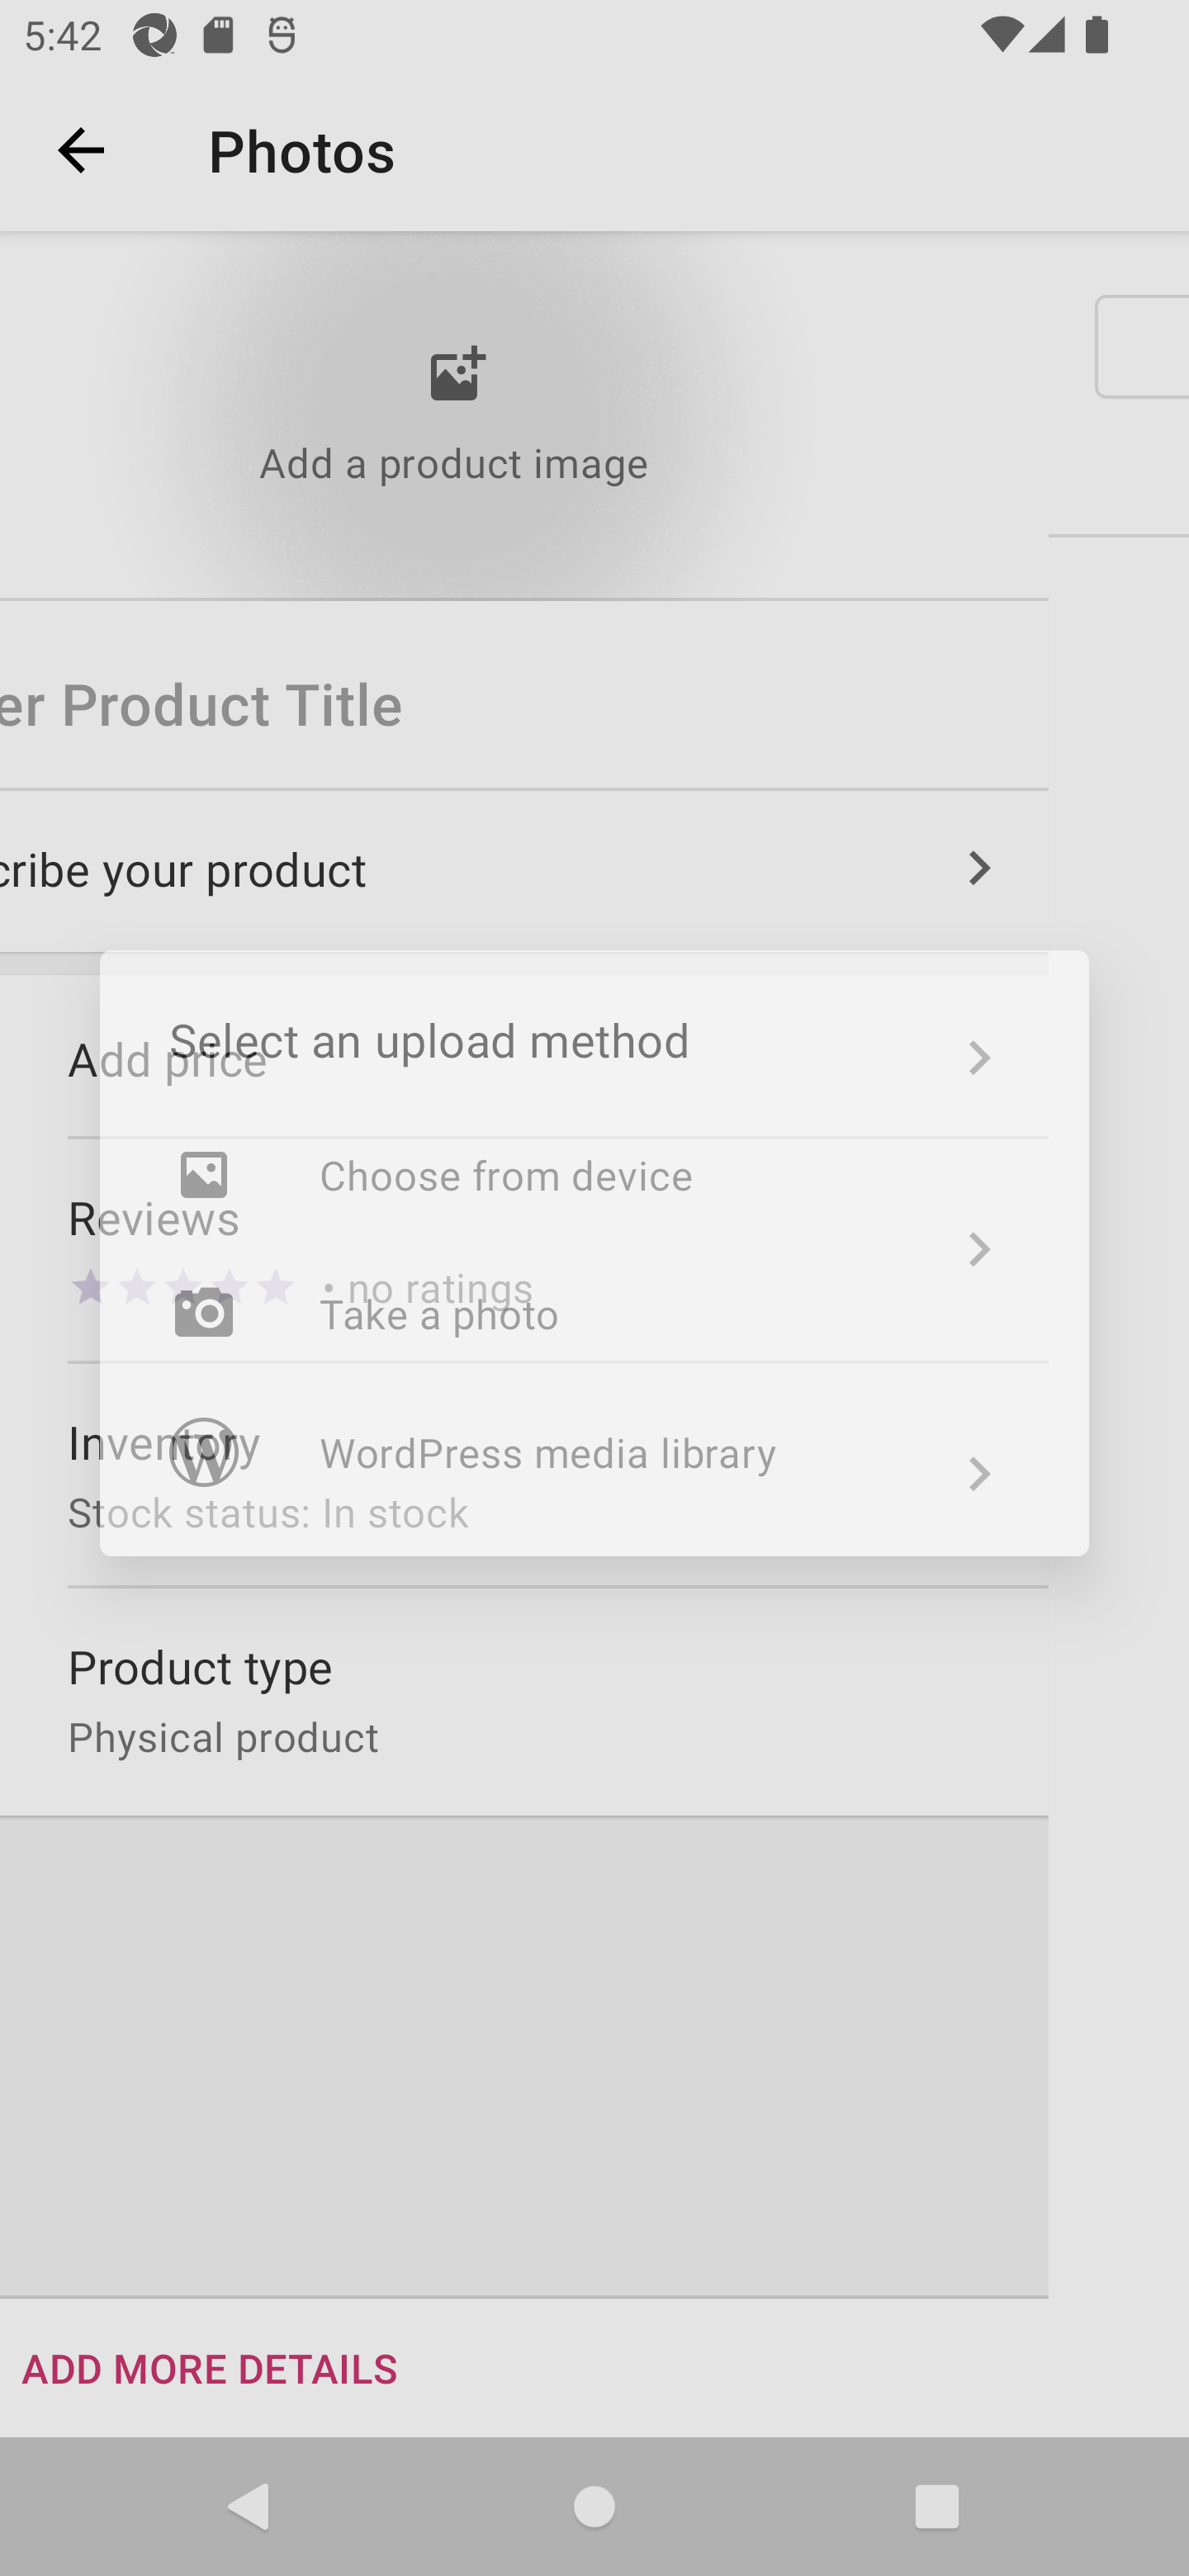 5:42
Photos
Add a product image
er Product Title
cribe your product
Select an upload method
Add price
Choose from device
Reviews
• no ratings
Take a photo
Inventory
WordPress media library
Stock status: In stock
Product type
Physical product
ADD MORE DETAILS